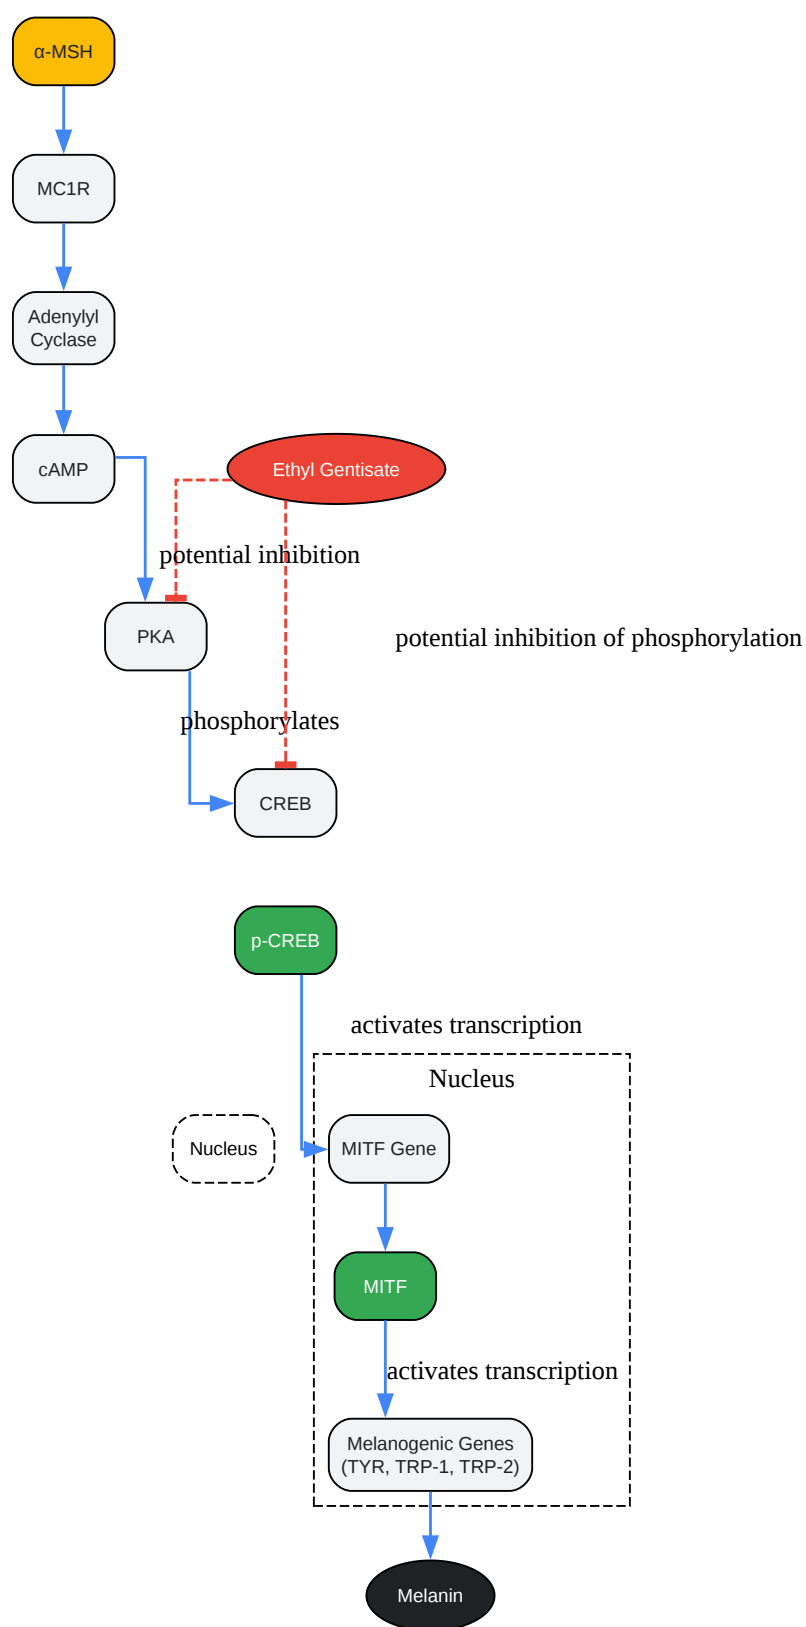 α-MSH
MC1R
Adenylyl
Cyclase
cAMP
Ethyl Gentisate
potential inhibition
PKA
potential inhibition of phosphorylation
phosphorylates
CREB
p-CREB
activates transcription
Nucleus
Nucleus
MITF Gene
MITF
activates transcription
Melanogenic Genes
(TYR, TRP-1, TRP-2)
Melanin